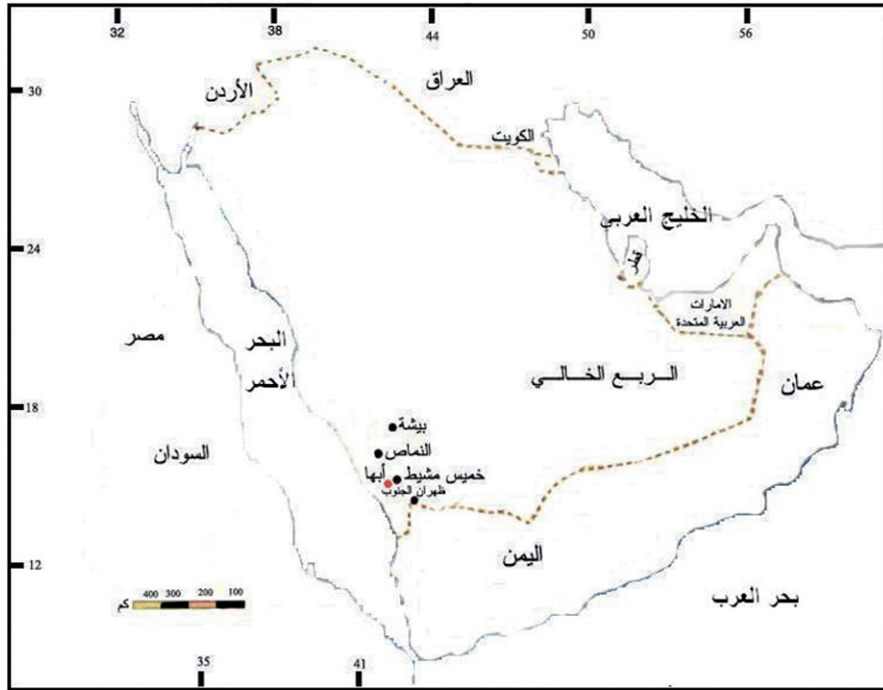 32
38
44
50
56
30
24
18
12
العراق
الأردن
الكويت
الخليج العربي
قطر
الامارات
العربية المتحدة
مصر
البحر
الأحمر
الــربــع الخــالــي
عمان
بيشة
النماص
السودان
خميس مشيط
أبها
ظهران الجنوب
اليمن
بحر العرب
400 300 200 100
كم
35
41